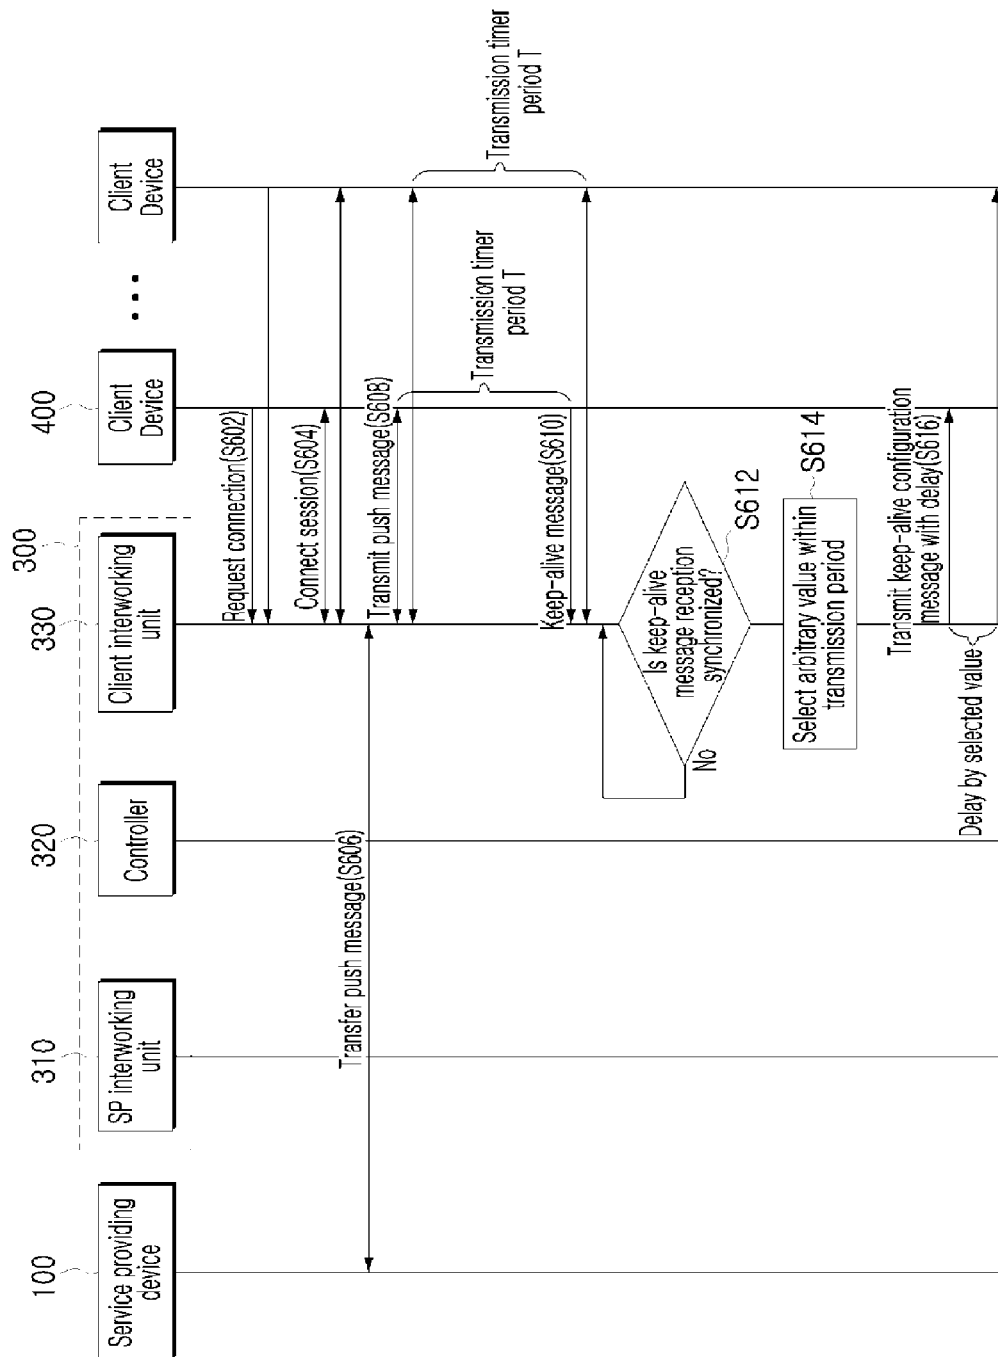 300
100
310
320
330
400
Service providing
device
SP interworking
unit
Controller
Client interworking
unit
Client
Device
• • •
Client
Device
Request connection(S602)
Connect session(S604)
Transfer push message(S606)
Transmit push message(S608)
Transmission timer
period T
Transmission timer
period T
Keep-alive message(S610)
Is keep-alive
message reception
synchronized?
S612
No
Select arbitrary value within
transmission period
S614
Transmit keep-alive configuration
message with delay(S616)
Delay by selected value